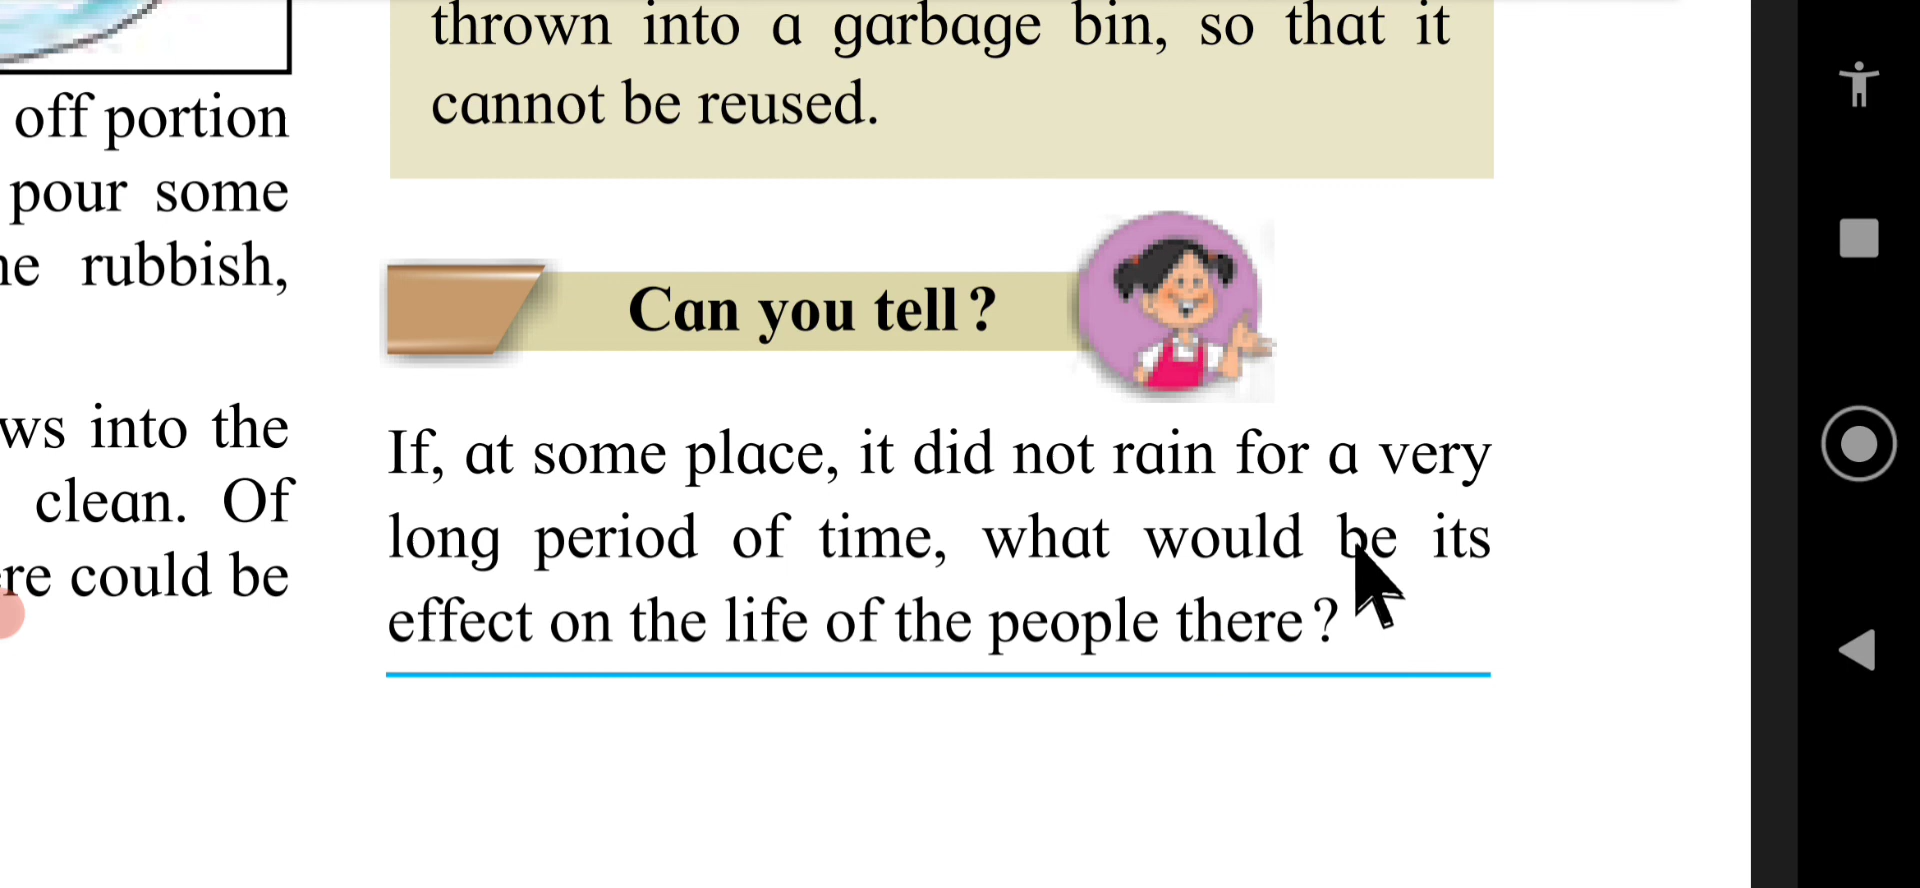 off portion
pour some
rubbish,
into the
clean. Of
could be
thrown into a garbage bin, so that it
cannot be reused.
Can you tell?
If, at some place, it did not rain for a very
long period of time, what would be its
effect on the life of the people there?